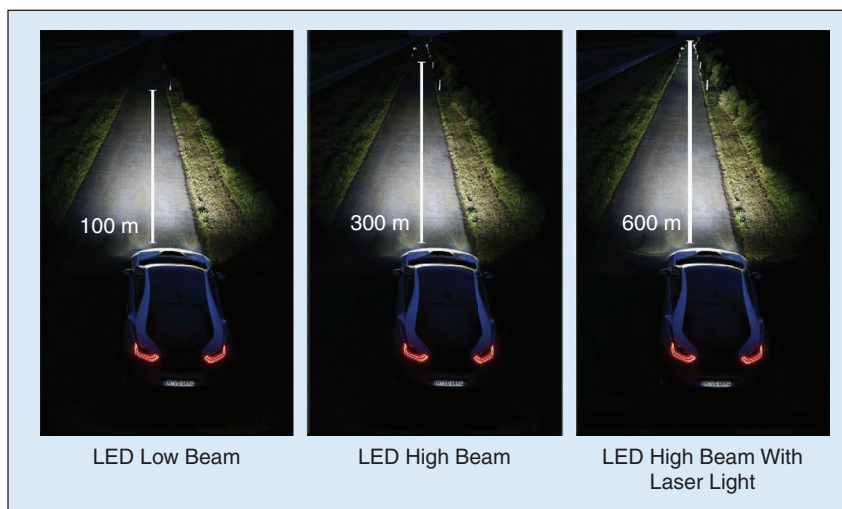 100 m
300 m
600 m
LED Low Beam
LED High Beam
LED High Beam With
Laser Light